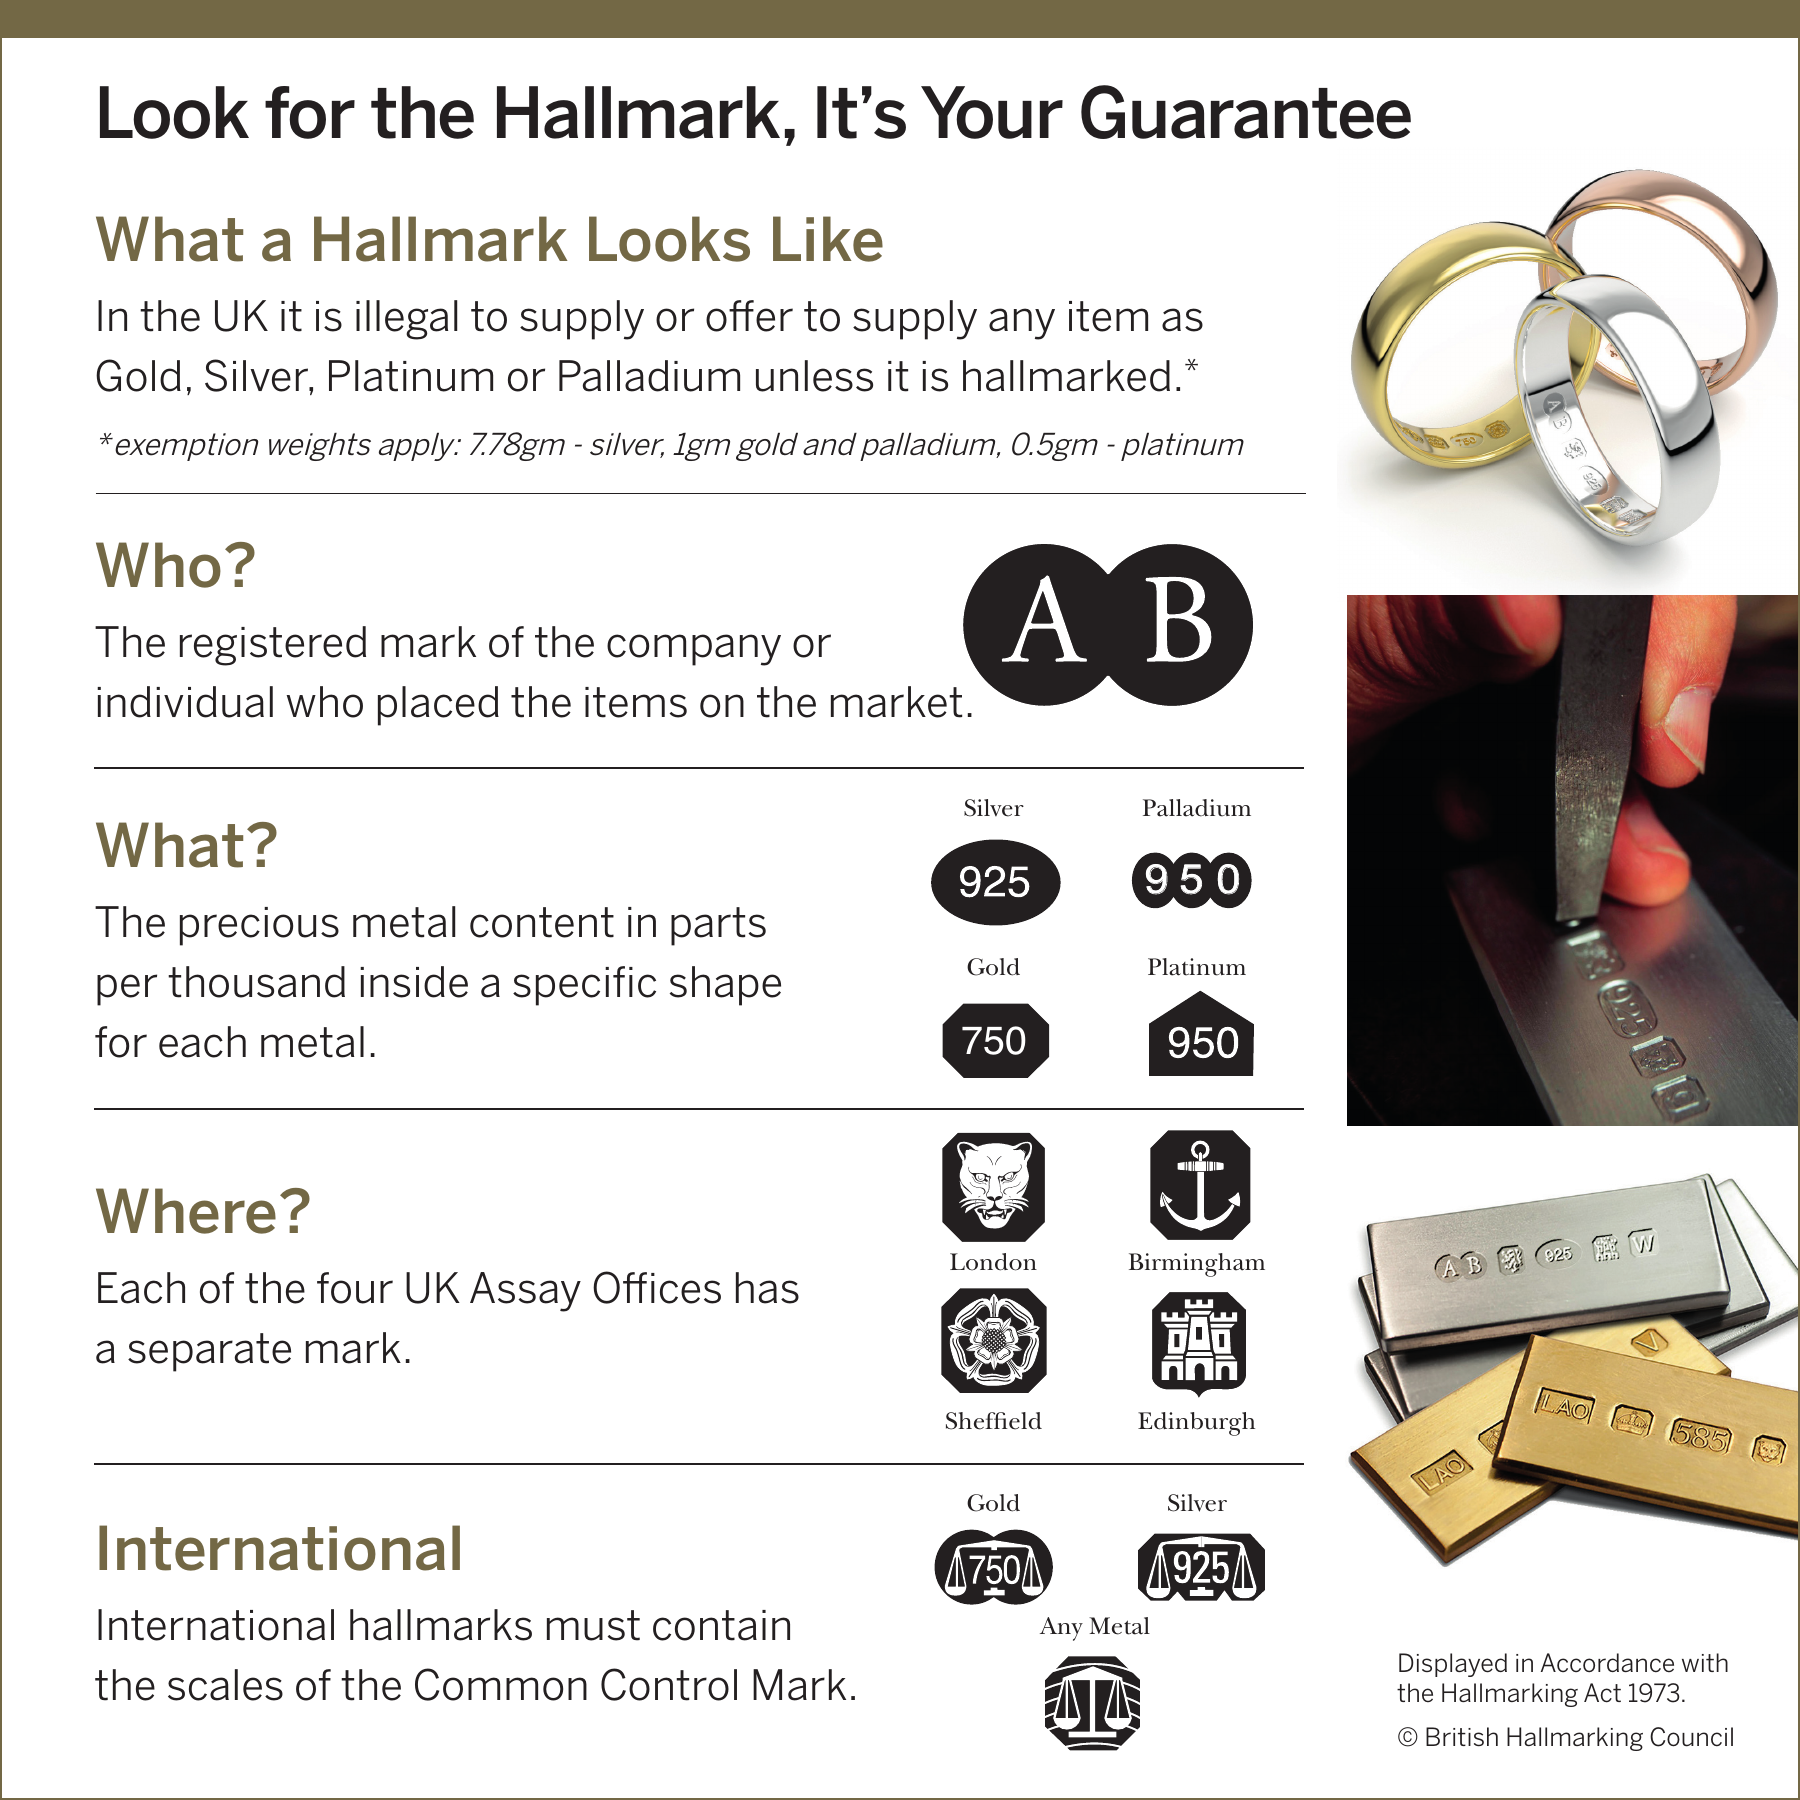 Look for the Hallmark, It's Your Guarantee
What a Hallmark Looks Like
In the UK it is illegal to supply or offer to supply any item as
Gold, Silver, Platinum or Palladium unless it is hallmarked.*
*exemption weights apply: 7.78gm - silver, 1gm gold and palladium, 0.5gm - platinum
Who?
The registered mark of the company or
individual who placed the items on the market.
A B
What?
The precious metal content in parts
per thousand inside a specific shape
for each metal.
Silver
925
Palladium
950
Gold
750
Platinum
950
Where?
Each of the four UK Assay Offices has
a separate mark.
London
Birmingham
Sheffield
Edinburgh
International
International hallmarks must contain
the scales of the Common Control Mark.
Gold
750
Silver
925
Any Metal
750
A B
925
925
A B 925 W
V
LAO 585
LAO
Displayed in Accordance with
the Hallmarking Act 1973.
© British Hallmarking Council